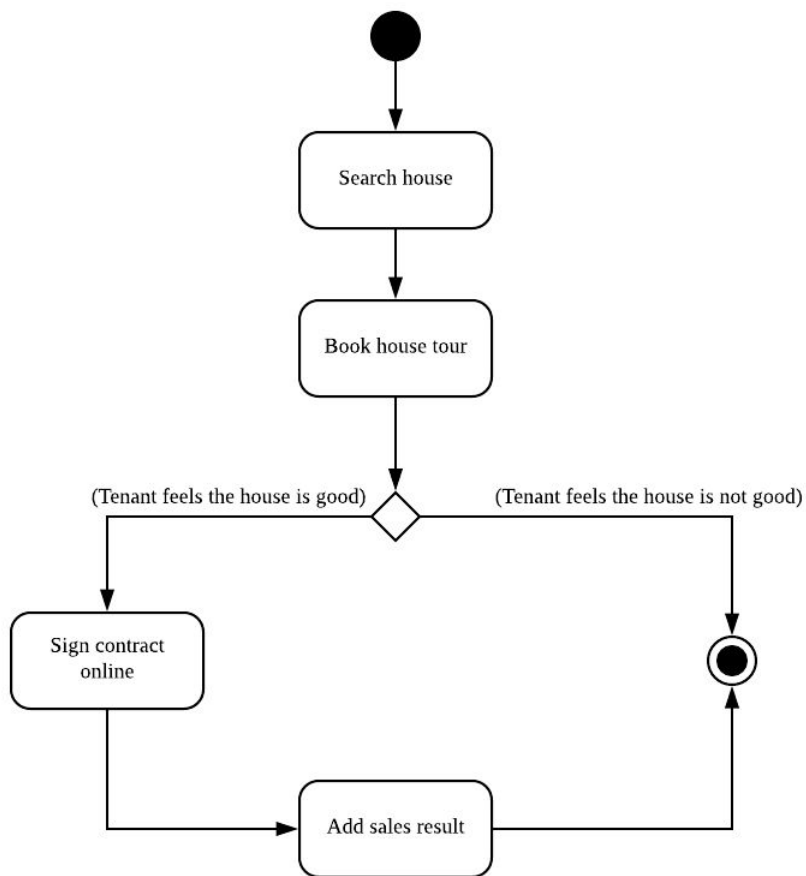 Search house
Book house tour
(Tenant feels the house is good)
(Tenant feels the house is not good)
Sign contract
online
Add sales result